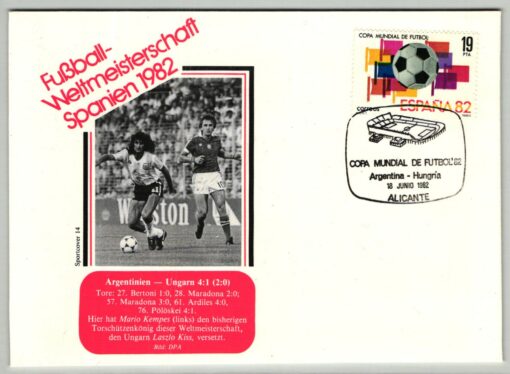 Fußball-
Weltmeisterschaft
Spanien 1982
Winston
Sportcover 14
Argentinien — Ungarn 4:1 (2:0)
Tore: 27. Bertoni 1:0, 28. Maradona 2:0;
57. Maradona 3:0, 61. Ardiles 4:0,
76. Pölöskei 4:1.
Hier hat Mario Kempes (links) den bisherigen
Torschützenkönig dieser Weltmeisterschaft,
den Ungarn Laszlo Kiss, versetzt.
Bild: DPA
COPA MUNDIAL DE FUTBOL
19
PTA
correos
ESPAÑA 82
COPA MUNDIAL DE FUTBOL'82
Argentina - Hungría
18 JUNIO 1982
ALICANTE